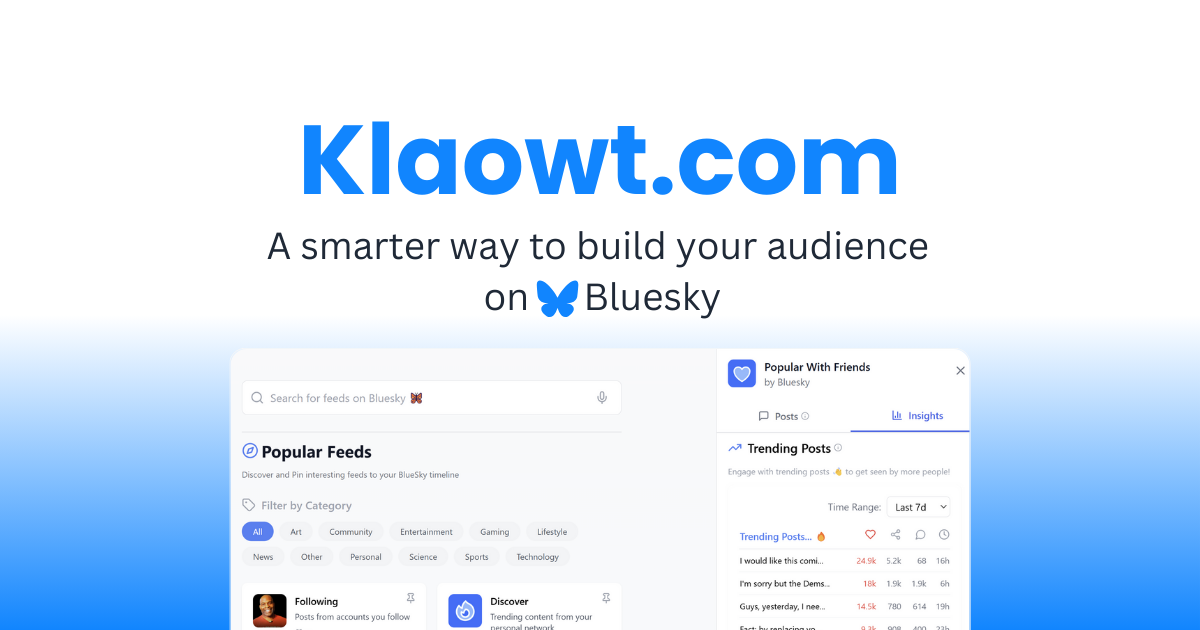 Klaowt.com
A smarter way to build your audience
on Bluesky
Search for feeds on Bluesky
Popular Feeds
Discover and Pin interesting feeds to your BlueSky timeline
Filter by Category
All Art Community Entertainment Gaming Lifestyle
News Other Personal Science Sports Technology
Following
Posts from accounts you follow
Discover
Trending content from your
personal network
Popular With Friends
by Bluesky
Posts Insights
Trending Posts
Engage with trending posts to get seen by more people!
Time Range: Last 7d
Trending Posts...
I would like this comi... 24.9k 5.2k 68 16h
I'm sorry but the Dems... 18k 1.9k 1.9k 6h
Guys, yesterday, I nee... 14.5k 780 614 19h
Fact: by replacing